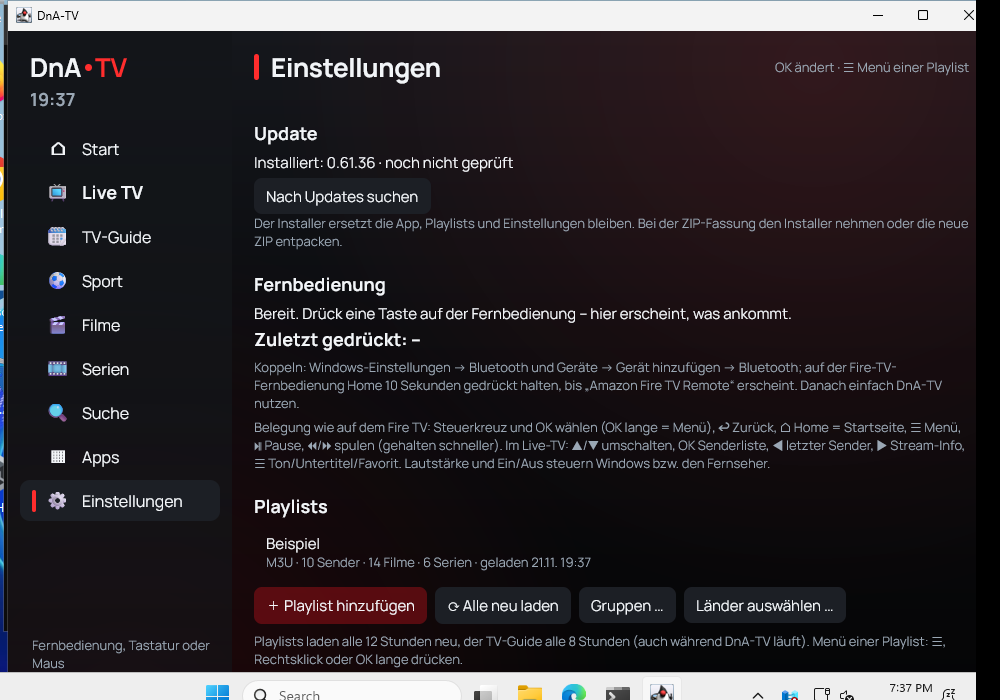 DnA-TV
DnA•TV
19:37
Start
Live TV
TV-Guide
Sport
Filme
Serien
Suche
Apps
Einstellungen
Fernbedienung, Tastatur oder
Maus
Einstellungen
OK ändert · ☰ Menü einer Playlist
Update
Installiert: 0.61.36 · noch nicht geprüft
Nach Updates suchen
Der Installer ersetzt die App, Playlists und Einstellungen bleiben. Bei der ZIP-Fassung den Installer nehmen oder die neue
ZIP entpacken.
Fernbedienung
Bereit. Drück eine Taste auf der Fernbedienung – hier erscheint, was ankommt.
Zuletzt gedrückt: –
Koppeln: Windows-Einstellungen → Bluetooth und Geräte → Gerät hinzufügen → Bluetooth; auf der Fire-TV-
Fernbedienung Home 10 Sekunden gedrückt halten, bis „Amazon Fire TV Remote“ erscheint. Danach einfach DnA-TV
nutzen.
Belegung wie auf dem Fire TV: Steuerkreuz und OK wählen (OK lange = Menü), ↩ Zurück, ⌂ Home = Startseite, ☰ Menü,
⏯ Pause, ⏪/⏩ spulen (gehalten schneller). Im Live-TV: ▲/▼ umschalten, OK Senderliste, ◀ letzter Sender, ▶ Stream-Info,
☰ Ton/Untertitel/Favorit. Lautstärke und Ein/Aus steuern Windows bzw. den Fernseher.
Playlists
Beispiel
M3U · 10 Sender · 14 Filme · 6 Serien · geladen 21.11. 19:37
+ Playlist hinzufügen
⟳ Alle neu laden
Gruppen …
Länder auswählen …
Playlists laden alle 12 Stunden neu, der TV-Guide alle 8 Stunden (auch während DnA-TV läuft). Menü einer Playlist: ☰,
Rechtsklick oder OK lange drücken.
Search
7:37 PM